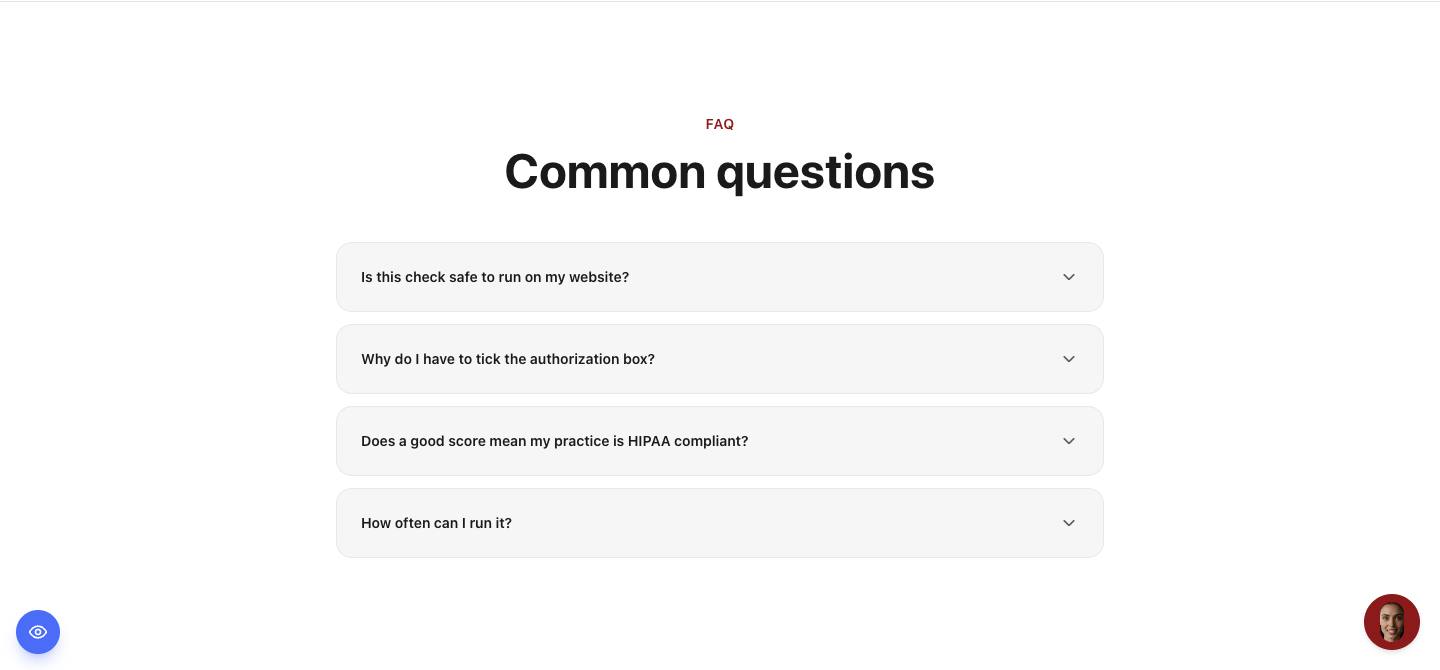 FAQ
Common questions
Is this check safe to run on my website?
Why do I have to tick the authorization box?
Does a good score mean my practice is HIPAA compliant?
How often can I run it?